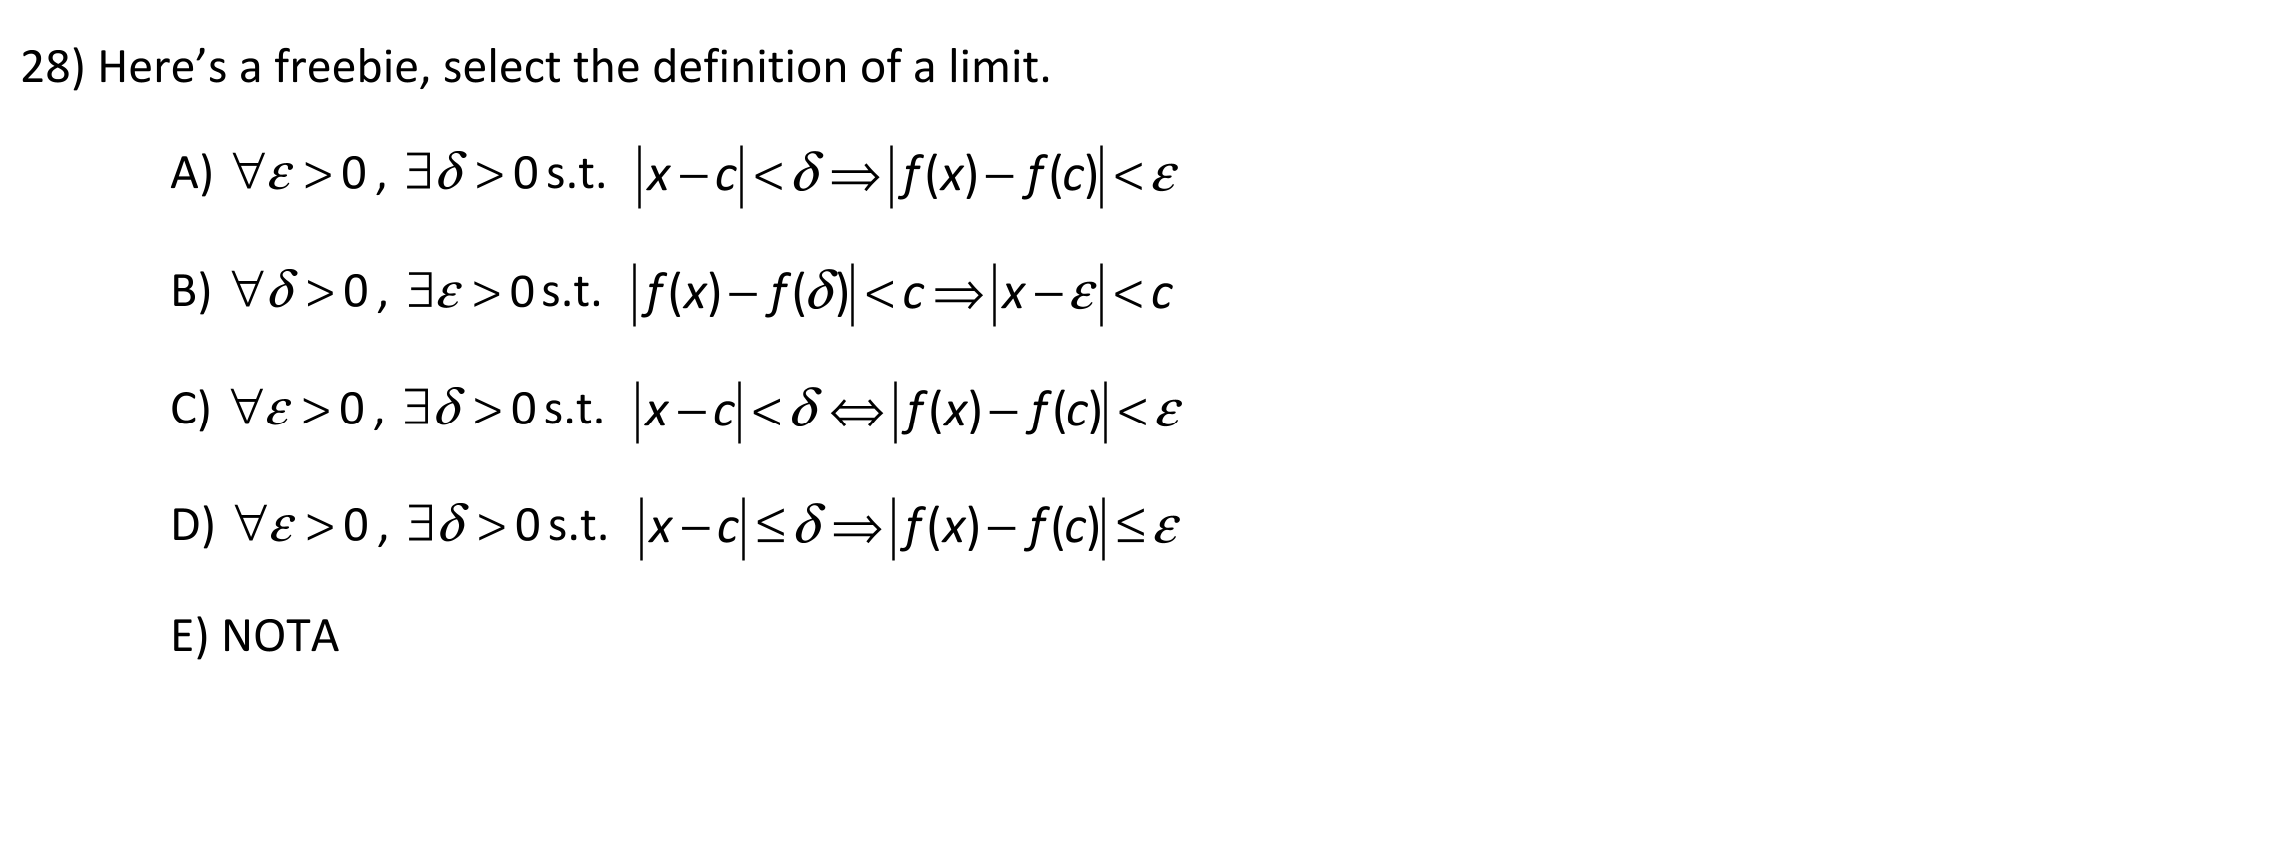 28) Here’s a freebie, select the definition of a limit.
A) ∀ε>0, ∃δ>0 s.t. |x−c|<δ⇒|f(x)−f(c)|<ε
B) ∀δ>0, ∃ε>0 s.t. |f(x)−f(δ)|<c⇒|x−ε|<c
C) ∀ε>0, ∃δ>0 s.t. |x−c|<δ⇔|f(x)−f(c)|<ε
D) ∀ε>0, ∃δ>0 s.t. |x−c|≤δ⇒|f(x)−f(c)|≤ε
E) NOTA